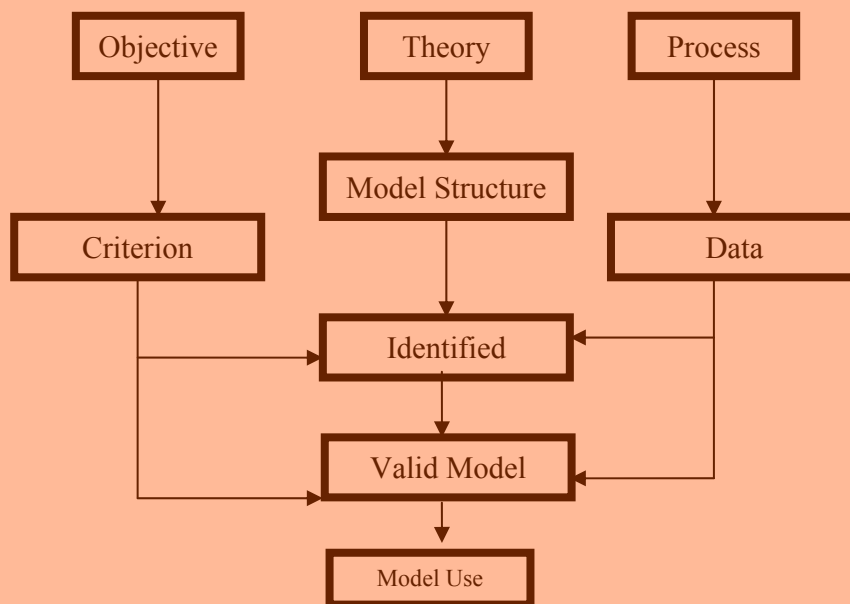 Objective
Theory
Process
Model Structure
Criterion
Data
Identified
Valid Model
Model Use